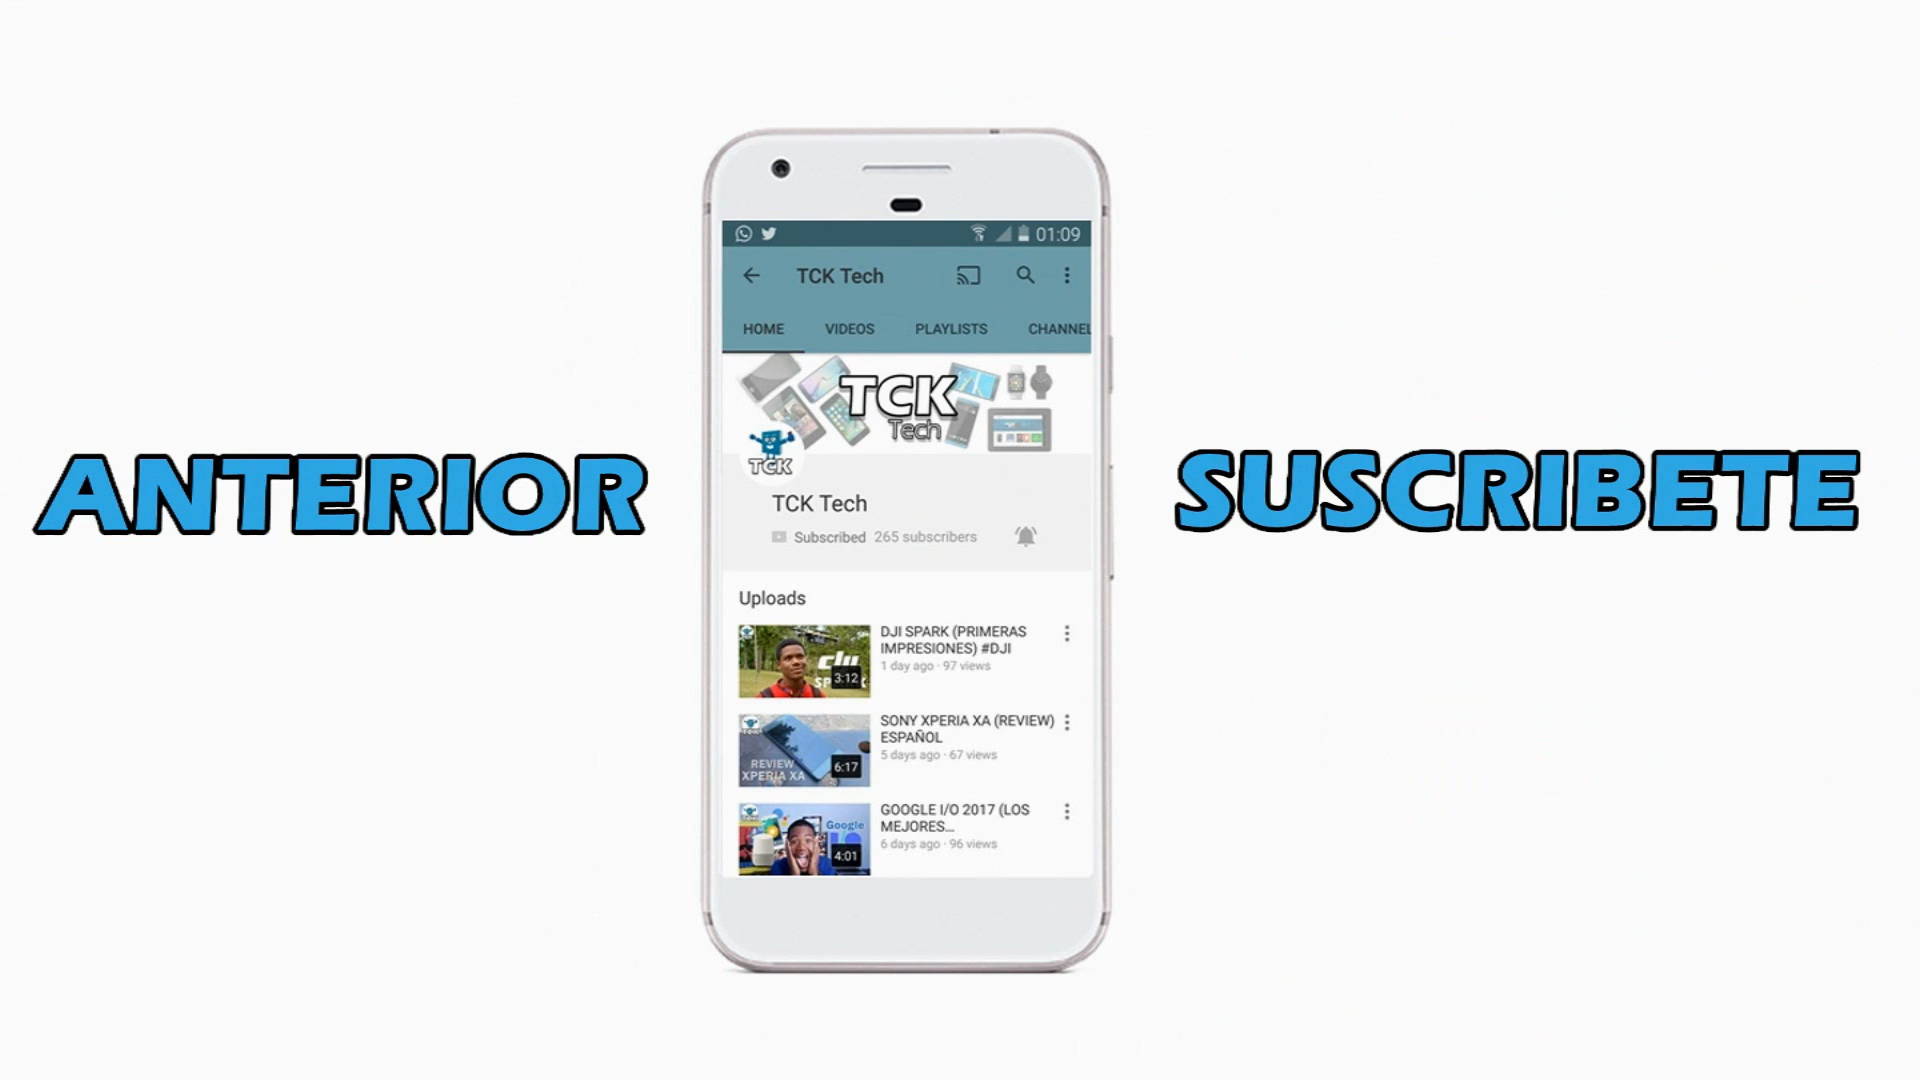 01:09
TCK Tech
HOME VIDEOS PLAYLISTS CHANNEL
TCK
Tech
TCK
ANTERIOR
SUSCRIBETE
TCK Tech
Subscribed 265 subscribers
Uploads
DJI SPARK (PRIMERAS
IMPRESIONES) #DJI
1 day ago · 97 views
dji
3:12
SONY XPERIA XA (REVIEW)
ESPAÑOL
5 days ago · 67 views
REVIEW
XPERIA XA
6:17
GOOGLE I/O 2017 (LOS
MEJORES...
6 days ago · 96 views
Google
4:01